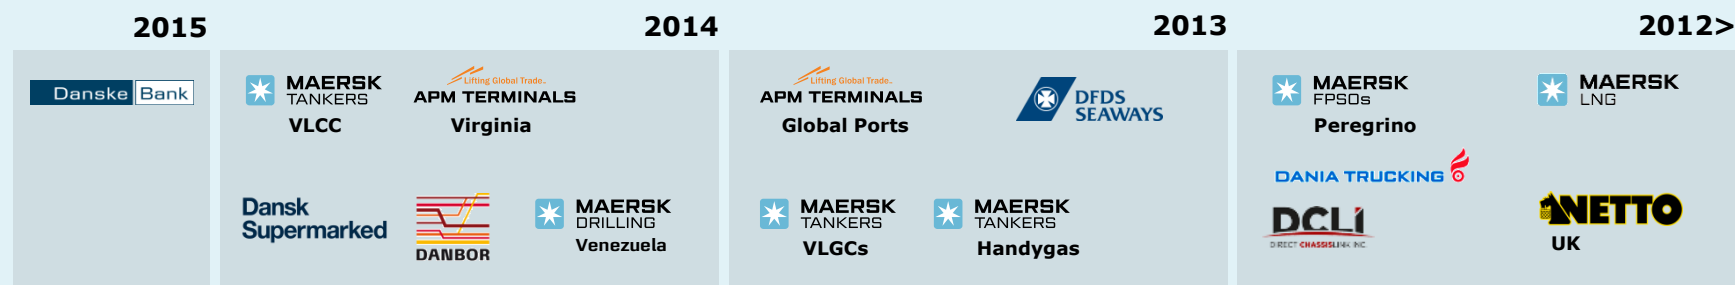 2015
2014
2013
2012>
Danske Bank
MAERSK
TANKERS
VLCC
Lifting Global Trade..
APM TERMINALS
Virginia
Dansk
Supermarked
DANBOR
MAERSK
DRILLING
Venezuela
Lifting Global Trade..
APM TERMINALS
Global Ports
DFDS
SEAWAYS
MAERSK
TANKERS
VLGCs
MAERSK
TANKERS
Handygas
MAERSK
FPSOs
Peregrino
MAERSK
LNG
DANIA TRUCKING
DCLI
DIRECT CHASSISLINK INC.
NETTO
UK